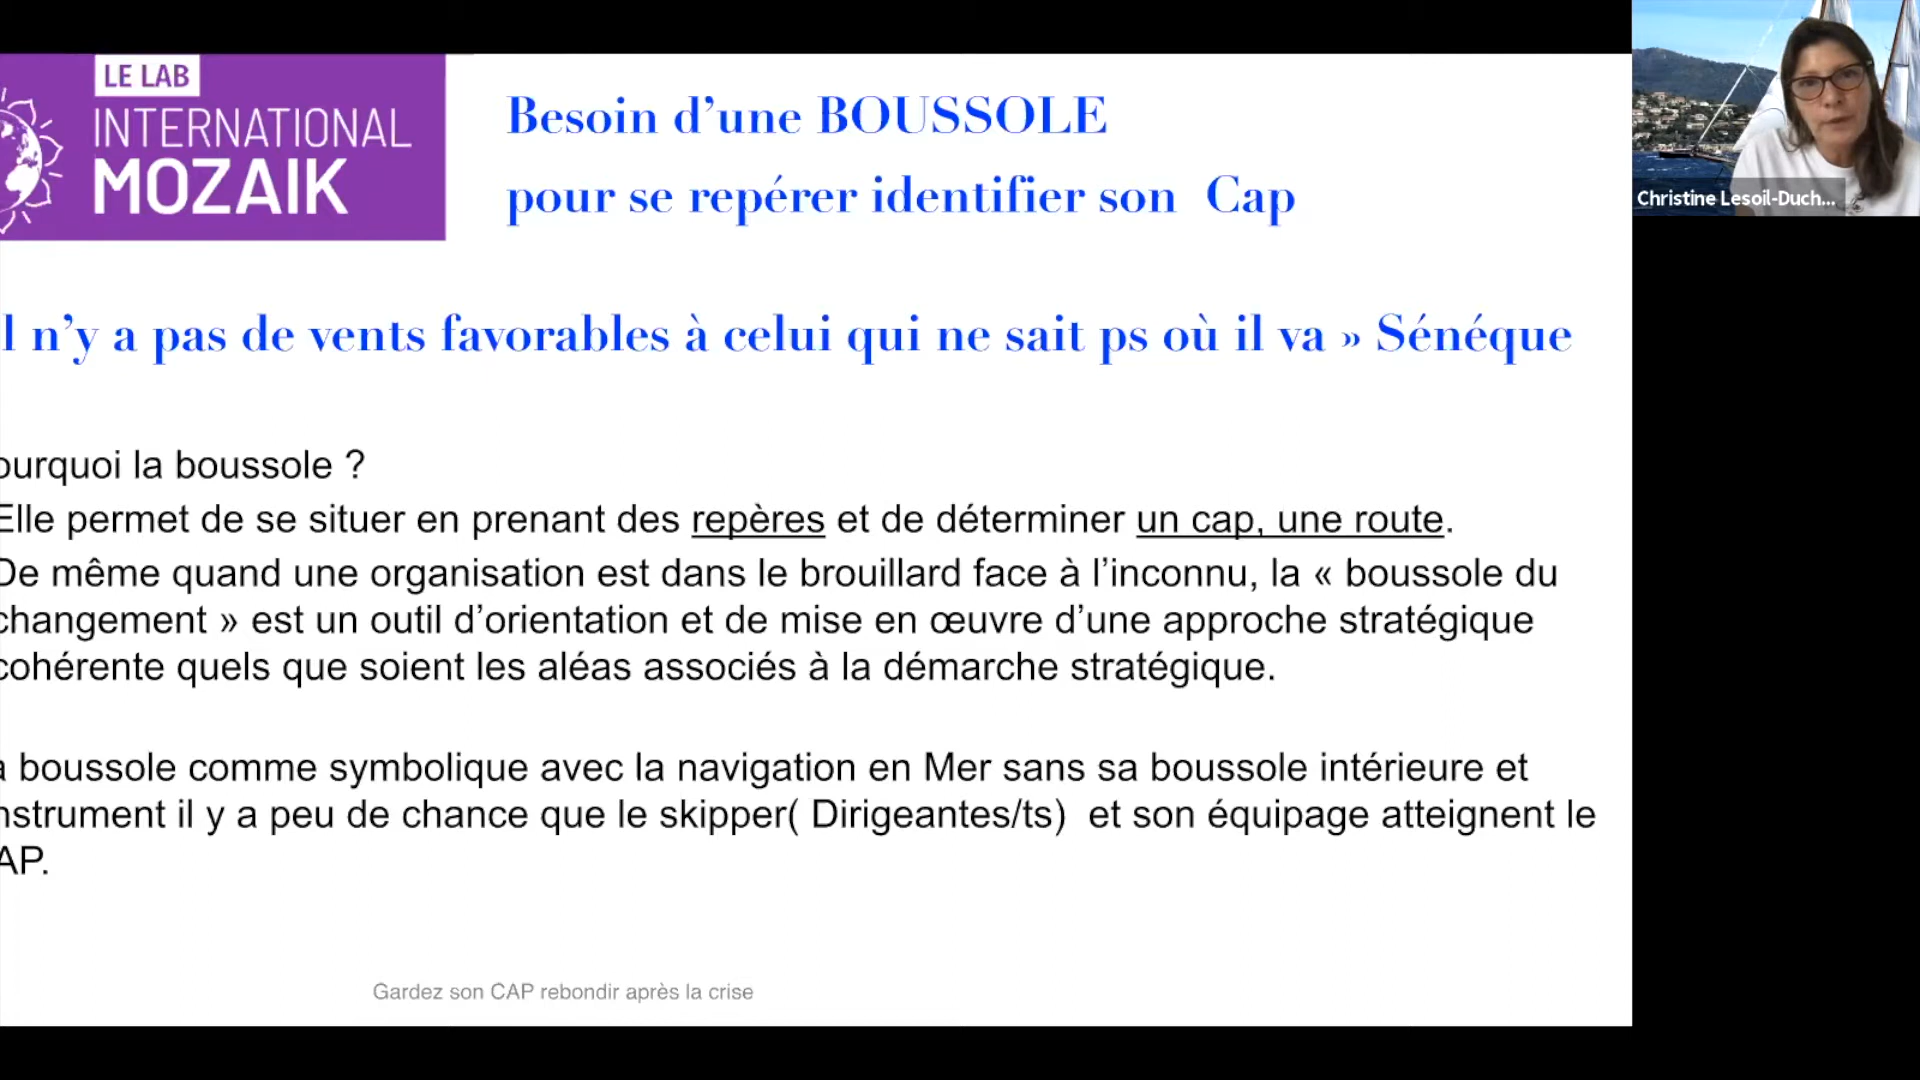 LE LAB
INTERNATIONAL
MOZAIK
Besoin d’une BOUSSOLE
pour se repérer identifier son Cap
l n’y a pas de vents favorables à celui qui ne sait ps où il va » Sénéque
ourquoi la boussole ?
Elle permet de se situer en prenant des repères et de déterminer un cap, une route.
De même quand une organisation est dans le brouillard face à l’inconnu, la « boussole du
changement » est un outil d’orientation et de mise en œuvre d’une approche stratégique
cohérente quels que soient les aléas associés à la démarche stratégique.
a boussole comme symbolique avec la navigation en Mer sans sa boussole intérieure et
nstrument il y a peu de chance que le skipper( Dirigeantes/ts) et son équipage atteignent le
AP.
Gardez son CAP rebondir après la crise
Christine Lesoil-Duch...